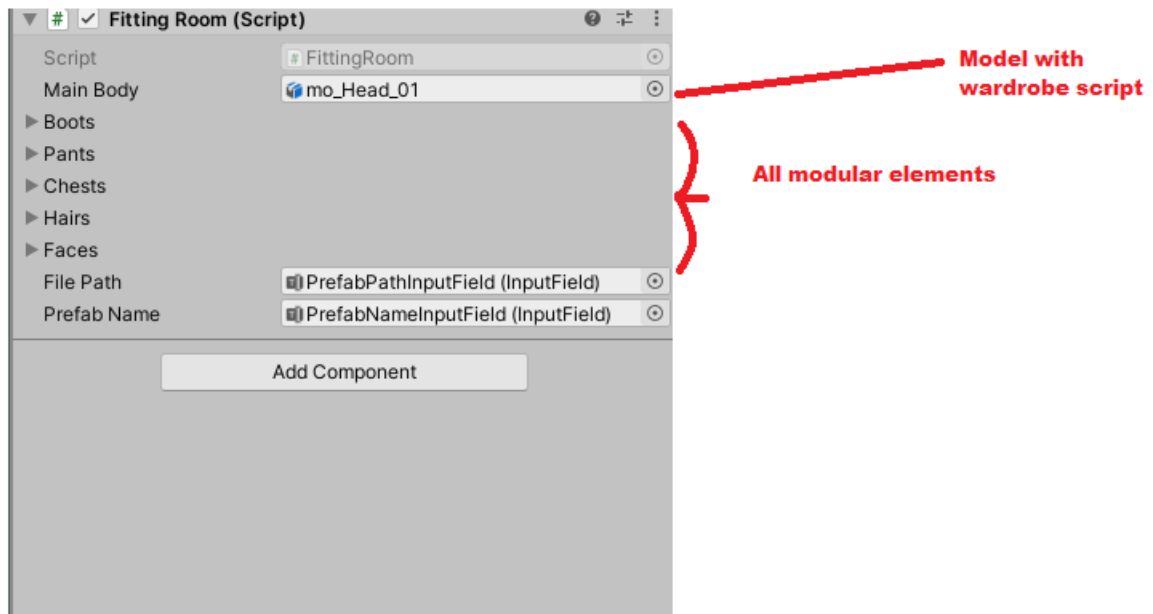 Fitting Room (Script)
Script
FittingRoom
Model with
wardrobe script
Main Body
mo_Head_01
Boots
Pants
Chests
All modular elements
Hairs
Faces
File Path
PrefabPathInputField (InputField)
Prefab Name
PrefabNameInputField (InputField)
Add Component